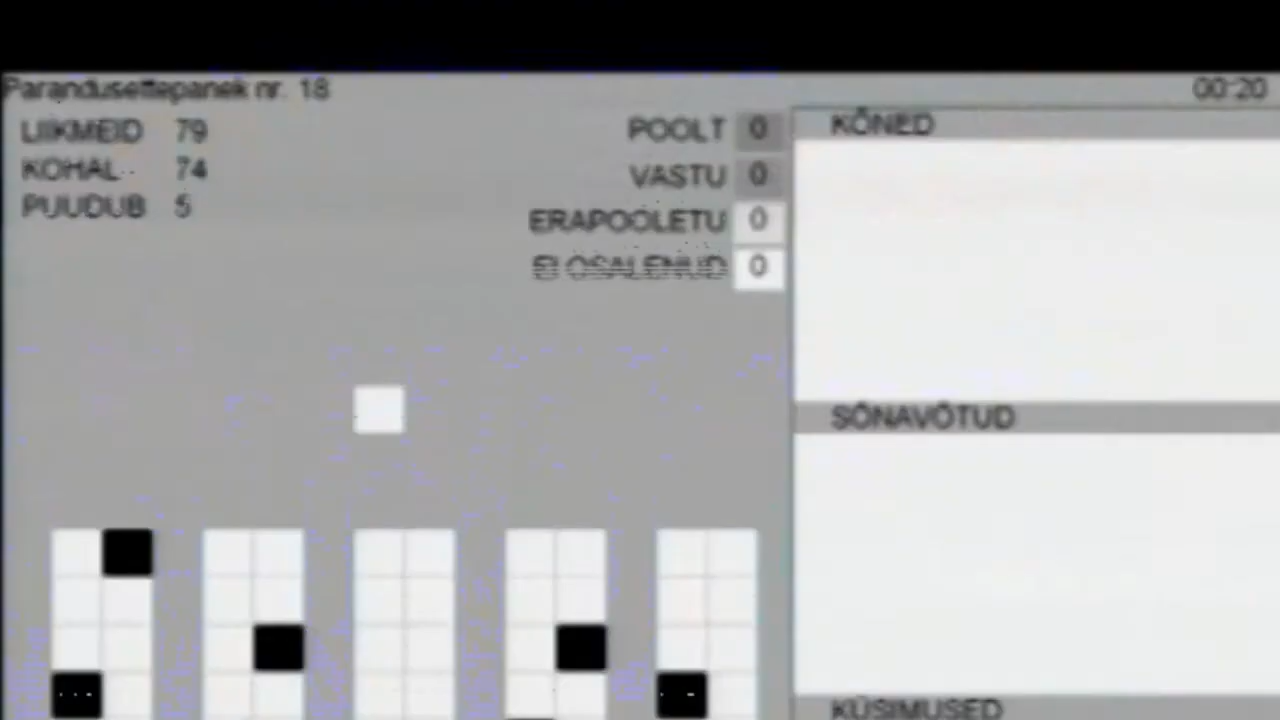 Parandusettepanek nr. 18
00:20
LIIKMEID 79
KOHAL 74
PUUDUB 5
POOLT 0
VASTU 0
ERAPOOLETU 0
EI OSALENUD 0
KÕNED
SÕNAVÕTUD
KÜSIMUSED